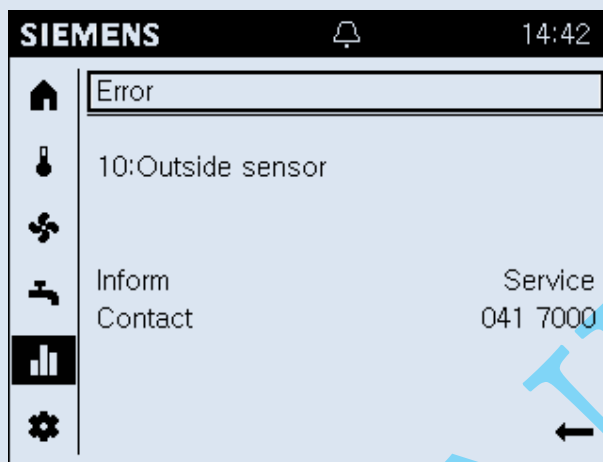 SIEMENS 14:42
Error
10:Outside sensor
Inform Service
Contact 041 7000